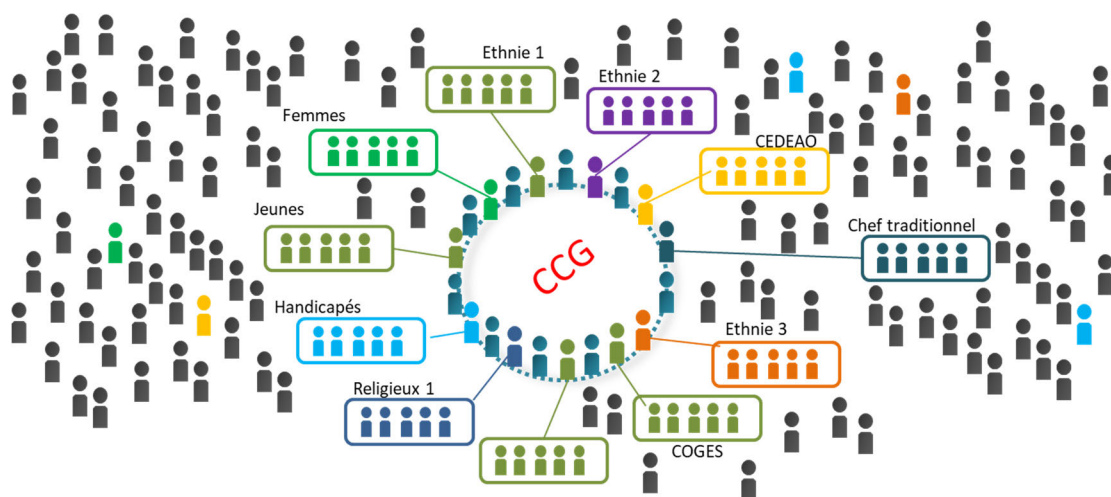 Ethnie 1
Ethnie 2
Femmes
CEDEAO
Jeunes
Chef traditionnel
CCG
Handicapés
Ethnie 3
Religieux 1
COGES